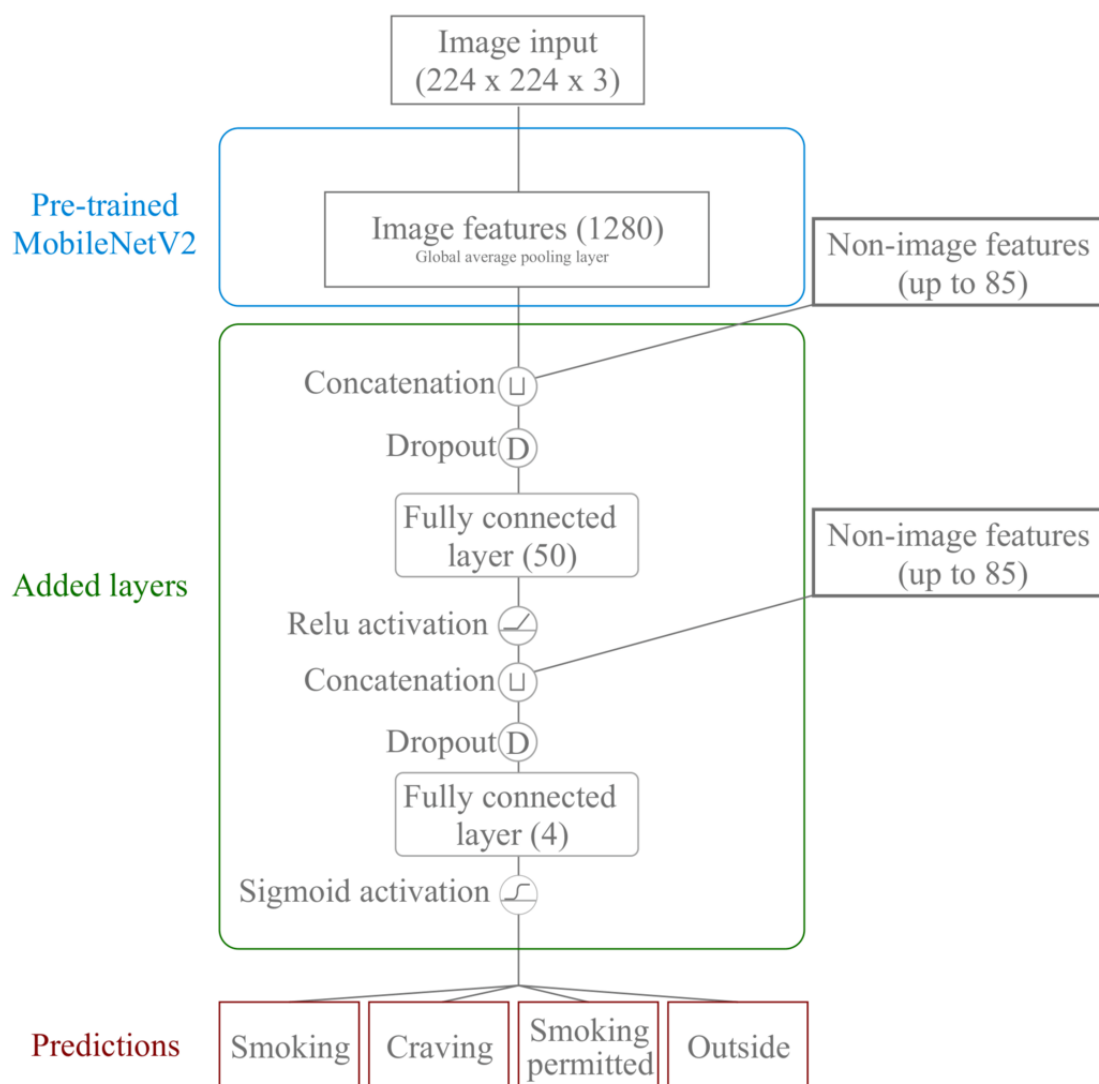 Image input
(224 x 224 x 3)
Pre-trained
MobileNetV2
Image features (1280)
Global average pooling layer
Non-image features
(up to 85)
Concatenation
⊔
Dropout
D
Fully connected
layer (50)
Added layers
Non-image features
(up to 85)
Relu activation
Concatenation
⊔
Dropout
D
Fully connected
layer (4)
Sigmoid activation
Predictions
Smoking
Craving
Smoking
permitted
Outside